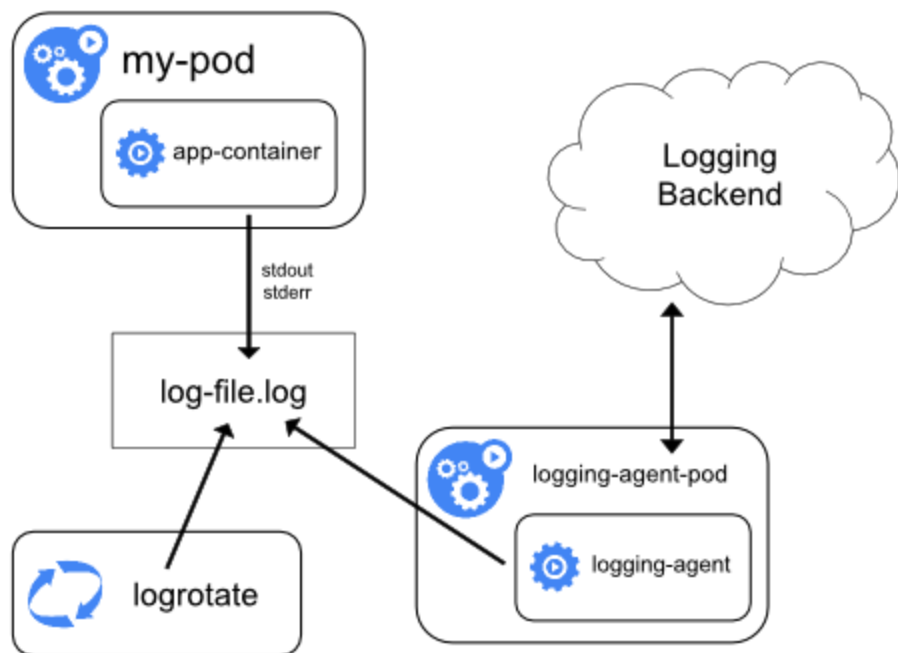 my-pod
app-container
Logging
Backend
stdout
stderr
log-file.log
logging-agent-pod
logging-agent
logrotate